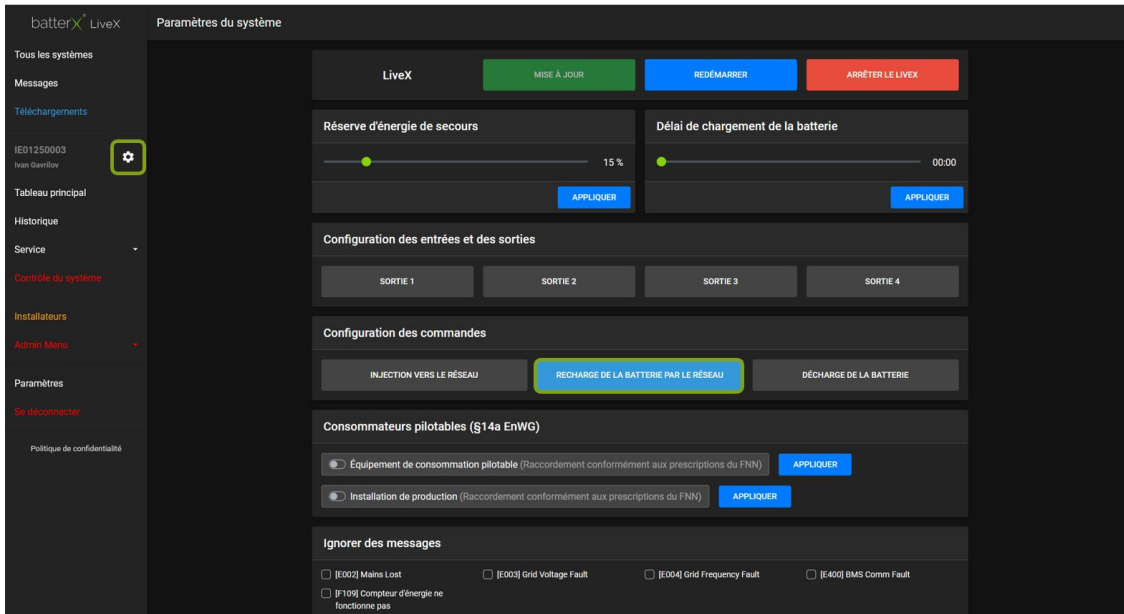 batterX LiveX
Paramètres du système
Tous les systèmes
Messages
Téléchargements
IE01250003
Ivan Gavrilov
Tableau principal
Historique
Service
Contrôle du système
Installateurs
Admin Menu
Paramètres
Se déconnecter
Politique de confidentialité
LiveX
MISE À JOUR
REDÉMARRER
ARRÊTER LE LIVEX
Réserve d'énergie de secours
15 %
APPLIQUER
Délai de chargement de la batterie
00:00
APPLIQUER
Configuration des entrées et des sorties
SORTIE 1
SORTIE 2
SORTIE 3
SORTIE 4
Configuration des commandes
INJECTION VERS LE RÉSEAU
RECHARGE DE LA BATTERIE PAR LE RÉSEAU
DÉCHARGE DE LA BATTERIE
Consommateurs pilotables (§14a EnWG)
Équipement de consommation pilotable (Raccordement conformément aux prescriptions du FNN)
APPLIQUER
Installation de production (Raccordement conformément aux prescriptions du FNN)
APPLIQUER
Ignorer des messages
[E002] Mains Lost
[E003] Grid Voltage Fault
[E004] Grid Frequency Fault
[E400] BMS Comm Fault
[F109] Compteur d'énergie ne
fonctionne pas